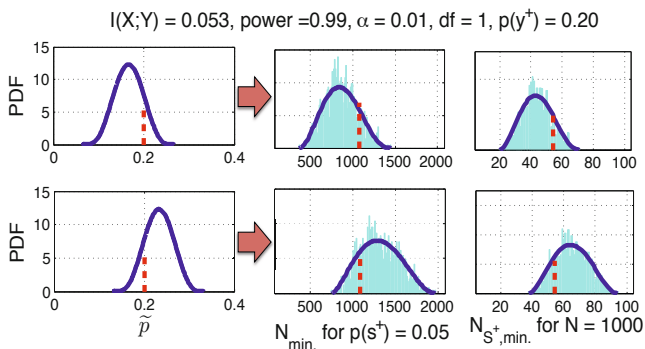 I(X;Y) = 0.053, power =0.99, α = 0.01, df = 1, p(y⁺) = 0.20
PDF
15
10
5
0
0 0.2 0.4
500 1000 1500 2000
20 40 60 80 100
PDF
15
10
5
0
0 0.2 0.4
p̃
500 1000 1500 2000
N_min. for p(s⁺) = 0.05
20 40 60 80 100
N_S⁺,min. for N = 1000